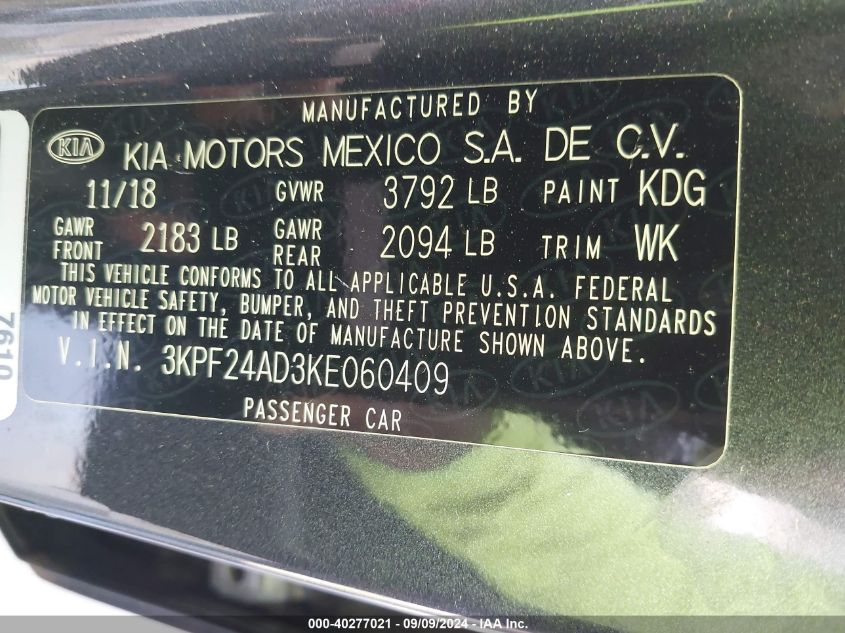 MANUFACTURED BY
KIA KIA MOTORS MEXICO S.A. DE C.V.
11/18 GVWR 3792 LB PAINT KDG
GAWR FRONT 2183 LB GAWR REAR 2094 LB TRIM WK
THIS VEHICLE CONFORMS TO ALL APPLICABLE U.S.A. FEDERAL
MOTOR VEHICLE SAFETY, BUMPER, AND THEFT PREVENTION STANDARDS
IN EFFECT ON THE DATE OF MANUFACTURE SHOWN ABOVE.
V.I.N. 3KPF24AD3KE060409
PASSENGER CAR
7610
000-40277021 - 09/09/2024 - IAA Inc.